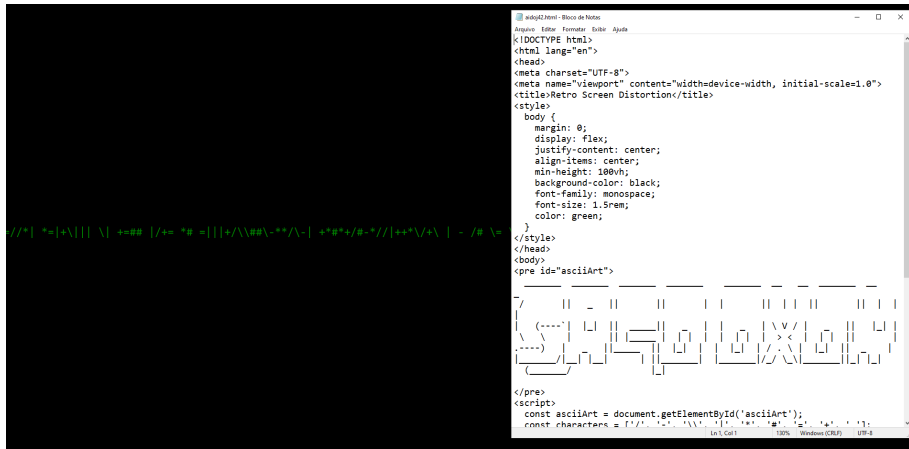 aidoj42.html - Bloco de Notas
Arquivo Editar Formatar Exibir Ajuda
<!DOCTYPE html>
<html lang="en">
<head>
<meta charset="UTF-8">
<meta name="viewport" content="width=device-width, initial-scale=1.0">
<title>Retro Screen Distortion</title>
<style>
body {
margin: 0;
display: flex;
justify-content: center;
align-items: center;
min-height: 100vh;
background-color: black;
font-family: monospace;
font-size: 1.5rem;
color: green;
}
</style>
</head>
<body>
<pre id="asciiArt">
</pre>
<script>
const asciiArt = document.getElementById('asciiArt');
const characters = ['/', '-', '\\', '|', '*', '#', '=', '+', ' '];
Ln 1, Col 1 130% Windows (CRLF) UTF-8
=//*| *=|+\||| \| +=## |/+= *# =|||+/\\##\-**/\-| +*#*+/#-*//|++*\/+\ | - /# \=